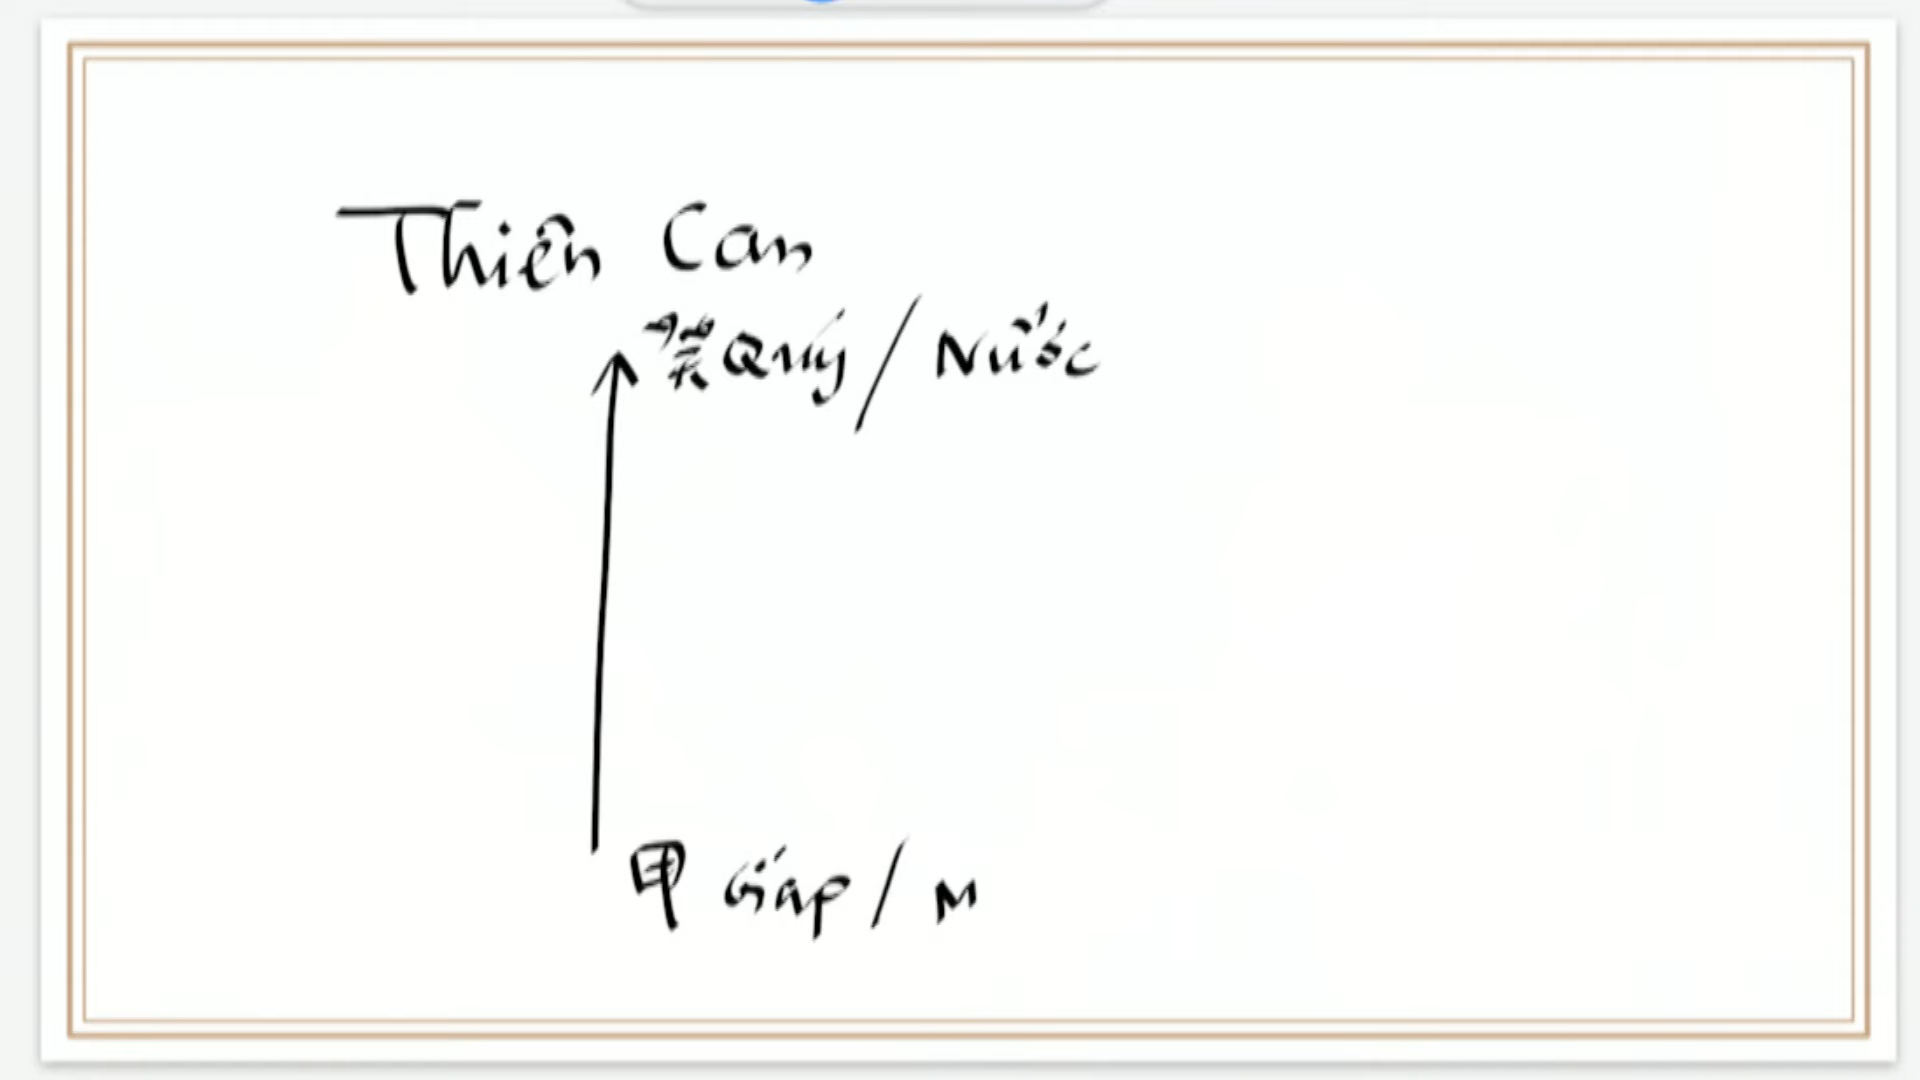 Thiên Can
癸 Quý / Nước
甲 Giáp / M